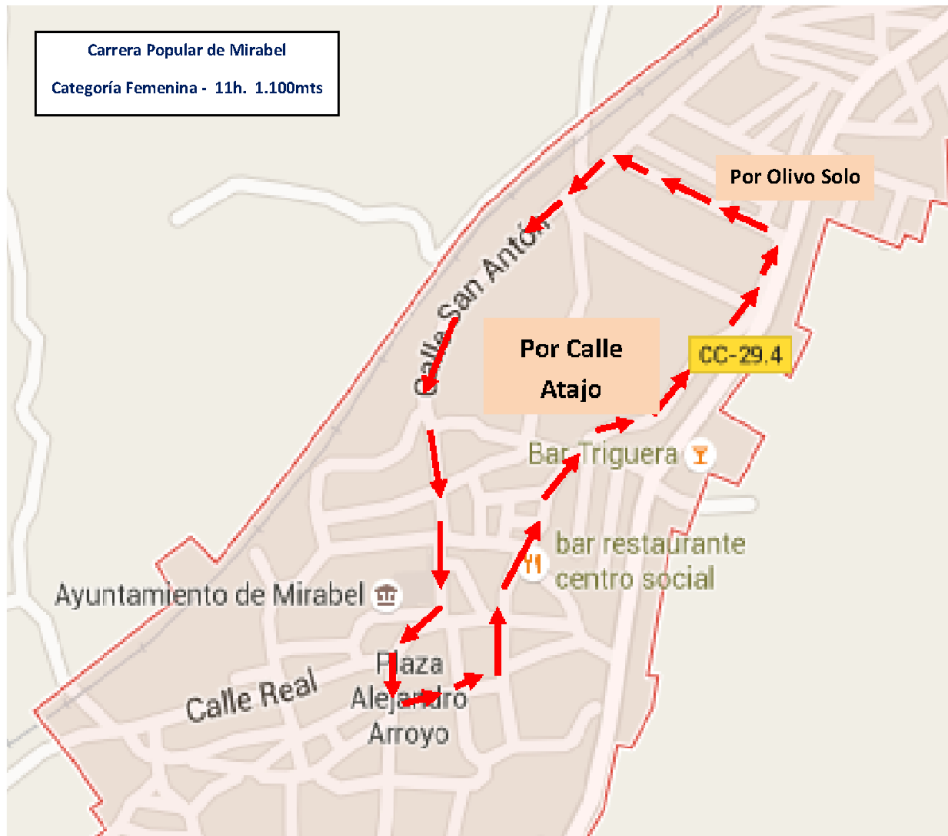 Carrera Popular de Mirabel
Categoría Femenina - 11h. 1.100mts
Por Olivo Solo
Calle San Antón
Por Calle
Atajo
CC-29.4
Bar Triguera
bar restaurante
centro social
Ayuntamiento de Mirabel
Plaza
Alejandro
Arroyo
Calle Real